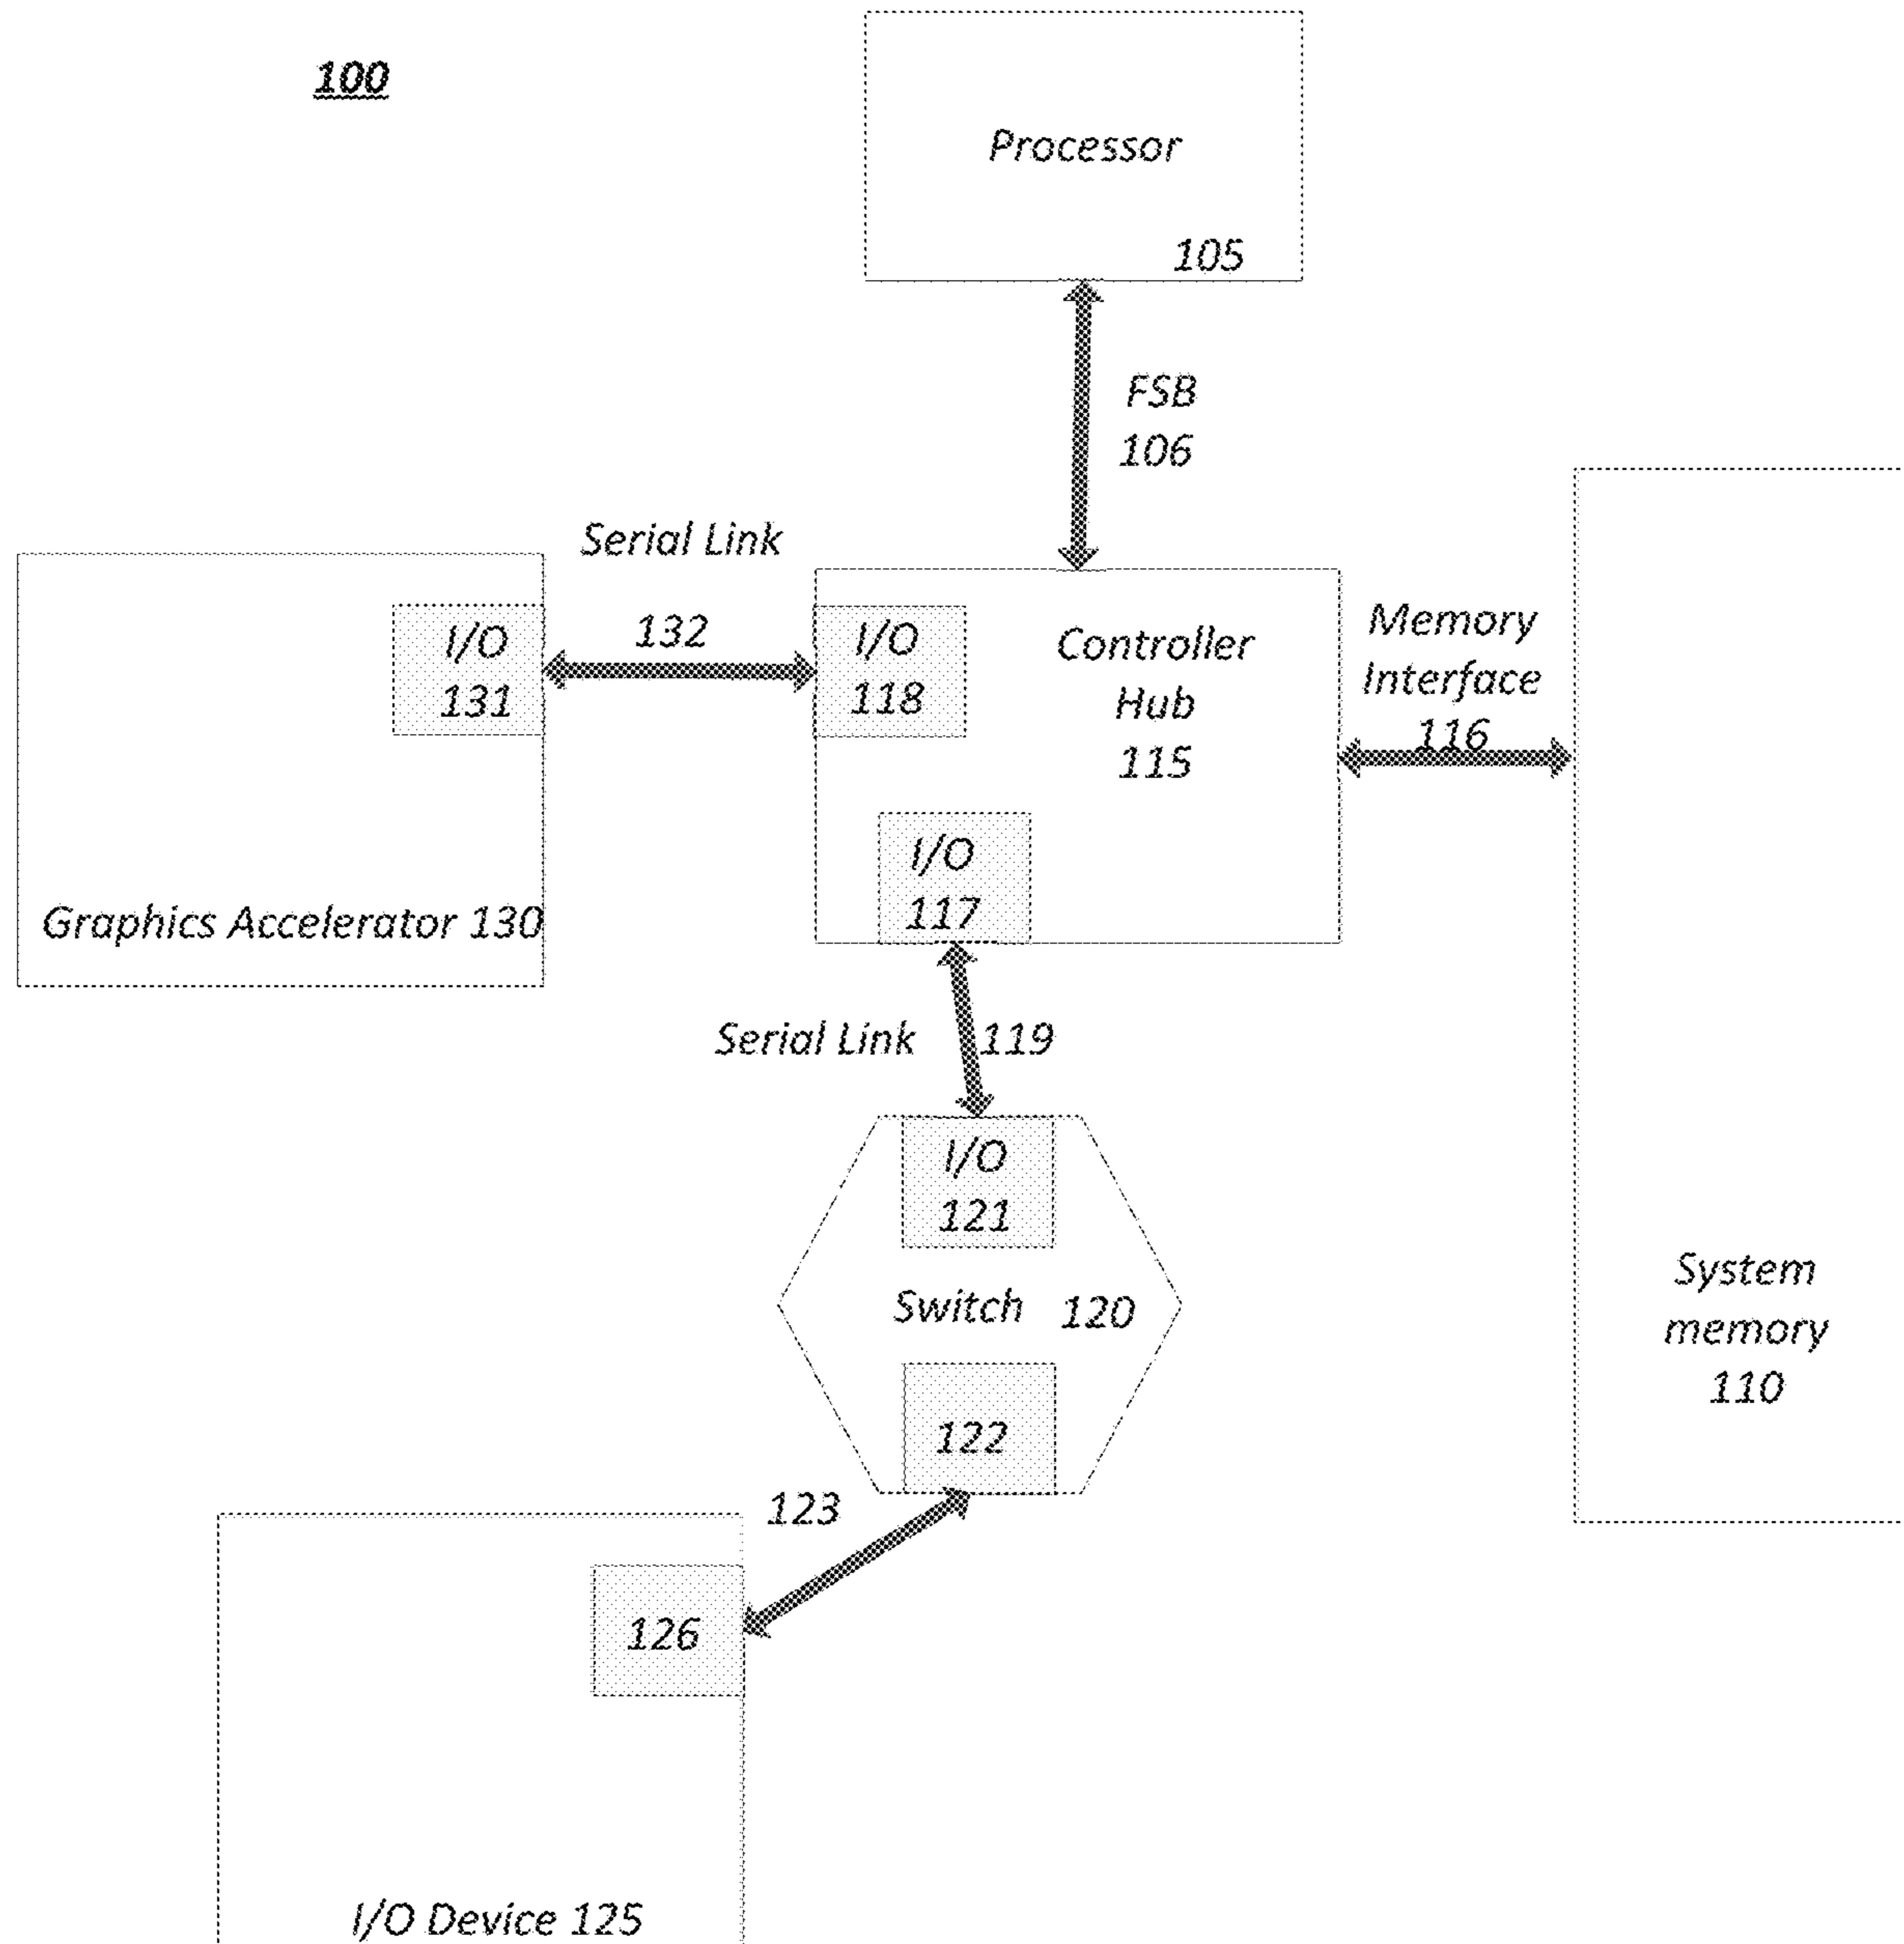 100
Processor
105
FSB
106
Serial Link
132
I/O
131
I/O
118
Controller
Hub
115
Memory
Interface
116
I/O
117
Graphics Accelerator 130
Serial Link
119
I/O
121
Switch 120
122
System
memory
110
123
126
I/O Device 125